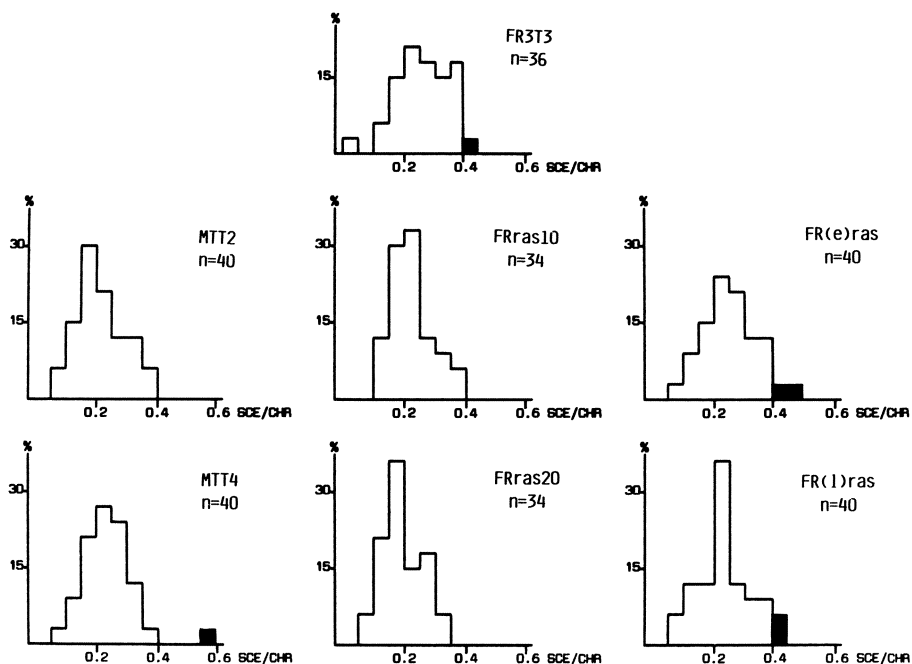 %
FR3T3
n=36
15
0.2 0.4 0.6 SCE/CHR
%
MTT2
n=40
30
15
0.2 0.4 0.6 SCE/CHR
%
FRras10
n=34
30
15
0.2 0.4 0.6 SCE/CHR
%
FR(e)ras
n=40
30
15
0.2 0.4 0.6 SCE/CHR
%
MTT4
n=40
30
15
0.2 0.4 0.6 SCE/CHR
%
FRras20
n=34
30
15
0.2 0.4 0.6 SCE/CHR
%
FR(l)ras
n=40
30
15
0.2 0.4 0.6 SCE/CHR